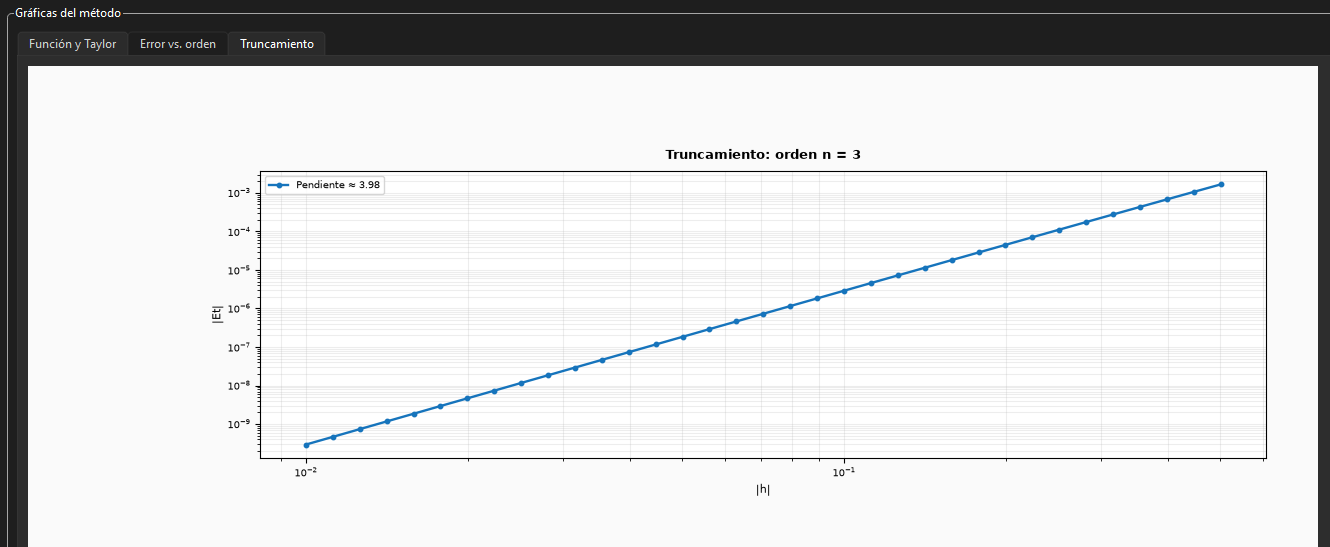 Gráficas del método
Función y Taylor
Error vs. orden
Truncamiento
Truncamiento: orden n = 3
Pendiente ≈ 3.98
|Et|
10⁻³
10⁻⁴
10⁻⁵
10⁻⁶
10⁻⁷
10⁻⁸
10⁻⁹
10⁻²
10⁻¹
|h|